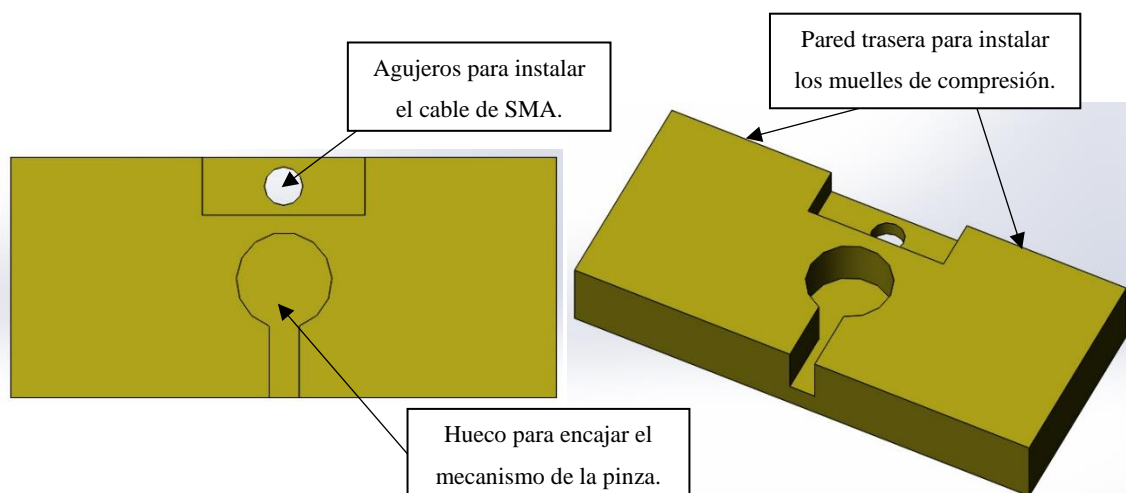 Agujeros para instalar
el cable de SMA.
Pared trasera para instalar
los muelles de compresión.
Hueco para encajar el
mecanismo de la pinza.